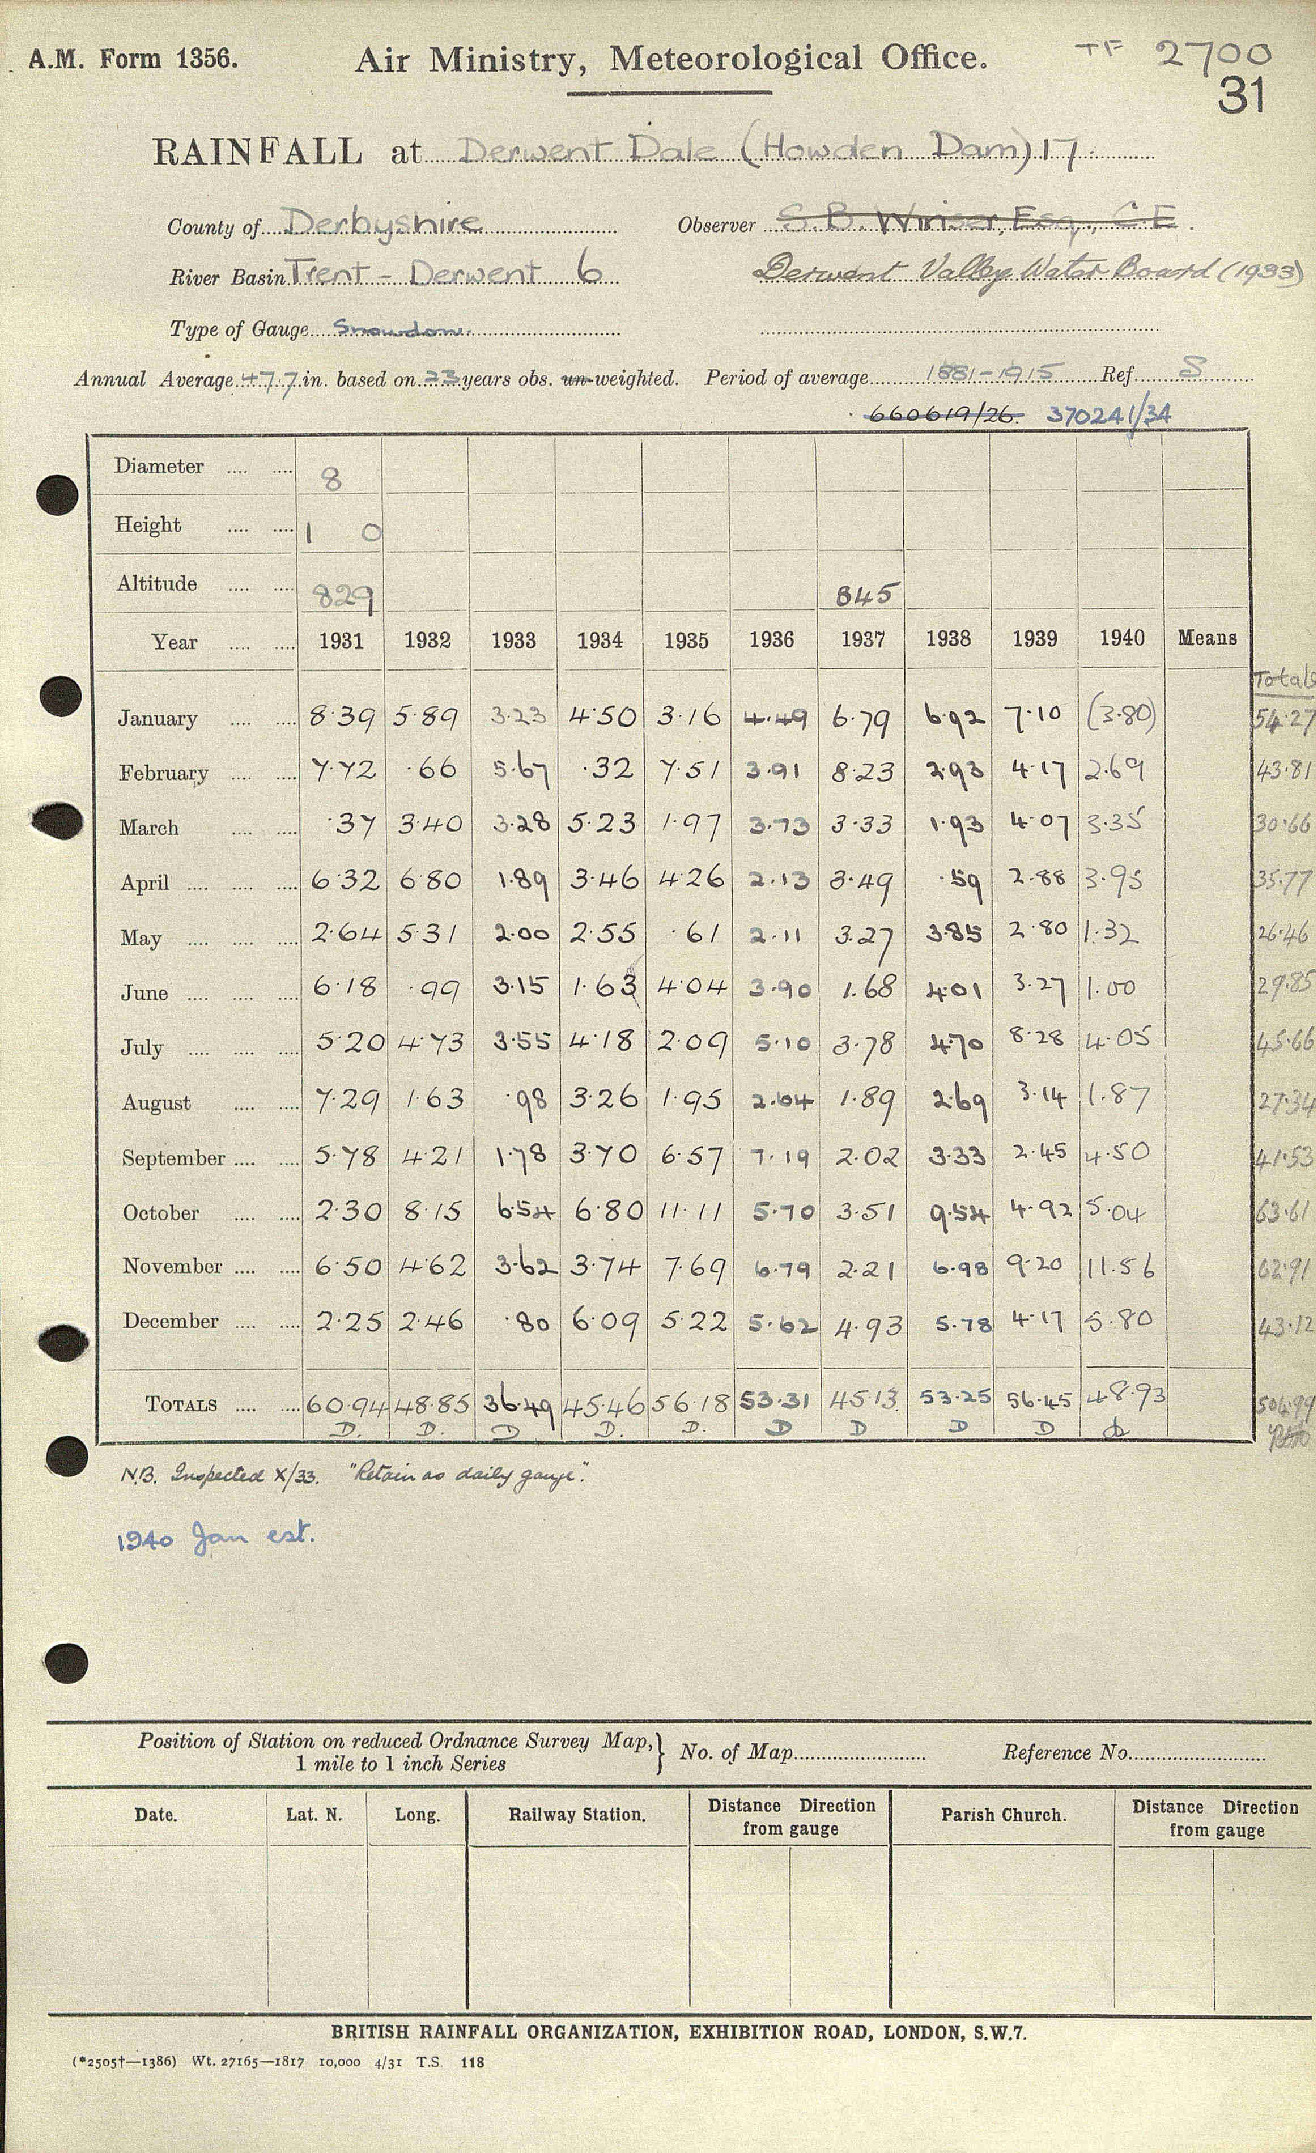 A.M. Form 1356.
Air Ministry, Meteorological Office.
TF 2700
31
RAINFALL at Derwent Dale (Howden Dam) 17.
County of Derbyshire Observer S.B. Winser, Esq., C.E.
River Basin Trent - Derwent 6 Derwent Valley Water Board (1933)
Type of Gauge Snowdon.
Annual Average 47.7 in. based on 23 years obs. un-weighted. Period of average 1881-1915 Ref S
660619/26. 370241/34
Diameter .... .... 8
Height .... .... 1 0
Altitude .... .... 829 845
Year .... .... 1931 1932 1933 1934 1935 1936 1937 1938 1939 1940 Means
Totals
January .... .... 8.39 5.89 3.23 4.50 3.16 4.49 6.79 6.92 7.10 (3.80) 54.27
February .... .... 7.72 .66 5.67 .32 7.51 3.91 8.23 2.93 4.17 2.69 43.81
March .... .... .37 3.40 3.28 5.23 1.97 3.73 3.33 1.93 4.07 3.35 30.66
April .... .... .... 6.32 6.80 1.89 3.46 4.26 2.13 3.49 .59 2.88 3.95 35.77
May .... .... .... 2.64 5.31 2.00 2.55 .61 2.11 3.27 3.85 2.80 1.32 26.46
June .... .... .... 6.18 .99 3.15 1.63 4.04 3.90 1.68 4.01 3.27 1.00 29.85
July .... .... .... 5.20 4.73 3.55 4.18 2.09 5.10 3.78 4.70 8.28 4.05 45.66
August .... .... 7.29 1.63 .98 3.26 1.95 2.64 1.89 2.69 3.14 1.87 27.34
September .... .... 5.78 4.21 1.78 3.70 6.57 7.19 2.02 3.33 2.45 4.50 41.53
October .... .... 2.30 8.15 6.54 6.80 11.11 5.70 3.51 9.54 4.92 5.04 63.61
November .... .... 6.50 4.62 3.62 3.74 7.69 6.79 2.21 6.98 9.20 11.56 62.91
December .... .... 2.25 2.46 .80 6.09 5.22 5.62 4.93 5.78 4.17 5.80 43.12
TOTALS .... .... 60.94 48.85 36.49 45.46 56.18 53.31 45.13 53.25 56.45 48.93 504.99
D. D. D D. D. D D D D D
N.B. Inspected X/33. "Retain as daily gauge".
1940 Jan est.
Position of Station on reduced Ordnance Survey Map, 1 mile to 1 inch Series } No. of Map Reference No.
Date. Lat. N. Long. Railway Station. Distance Direction from gauge Parish Church. Distance Direction from gauge
BRITISH RAINFALL ORGANIZATION, EXHIBITION ROAD, LONDON, S.W.7.
(*2505†—1386) Wt. 27165—1817 10,000 4/31 T.S. 118